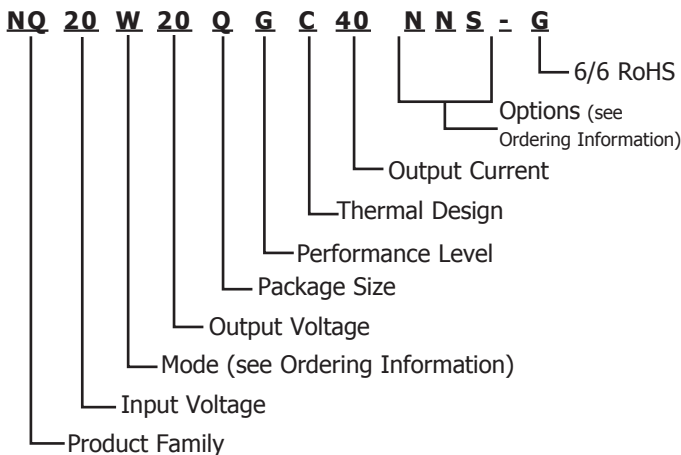 NQ 20 W 20 Q G C 40 N N S - G
6/6 RoHS
Options (see
Ordering Information)
Output Current
Thermal Design
Performance Level
Package Size
Output Voltage
Mode (see Ordering Information)
Input Voltage
Product Family